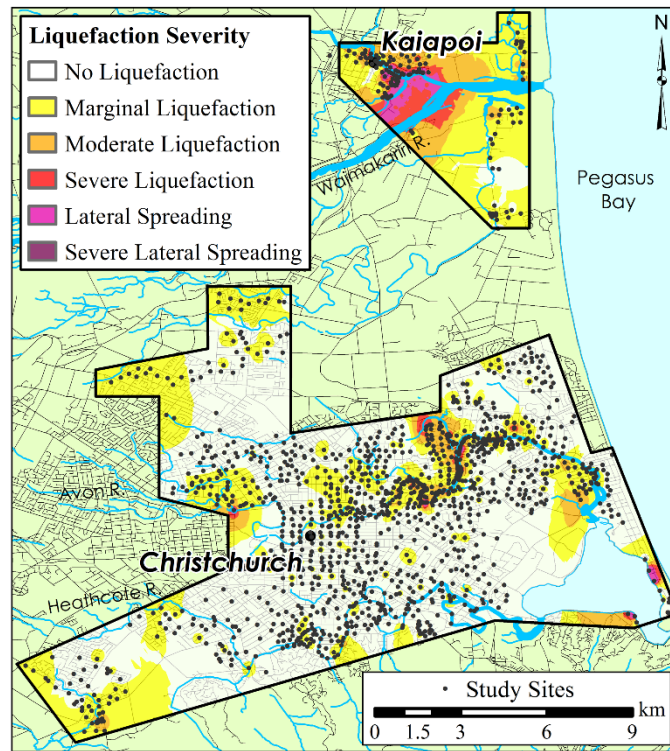 Liquefaction Severity
No Liquefaction
Marginal Liquefaction
Moderate Liquefaction
Severe Liquefaction
Lateral Spreading
Severe Lateral Spreading
Kaiapoi
N
Waimakariri R.
Pegasus
Bay
Avon R.
Christchurch
Heathcote R.
Study Sites
km
0 1.5 3 6 9